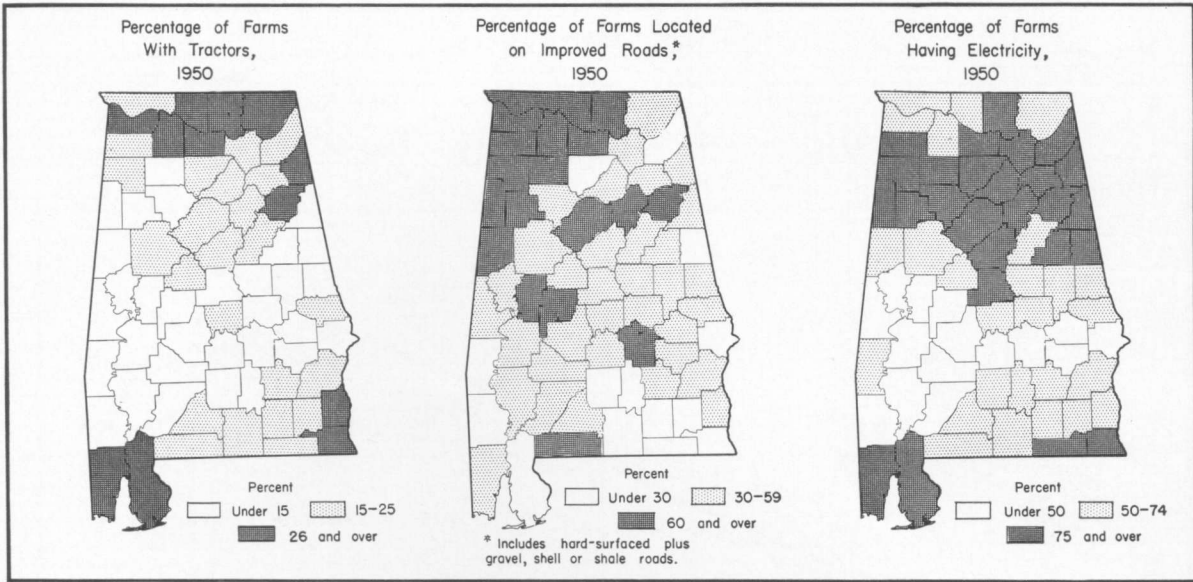 Percentage of Farms
With Tractors,
1950
Percent
Under 15
15-25
26 and over
Percentage of Farms Located
on Improved Roads,*
1950
Percent
Under 30
30-59
60 and over
* Includes hard-surfaced plus
gravel, shell or shale roads.
Percentage of Farms
Having Electricity,
1950
Percent
Under 50
50-74
75 and over